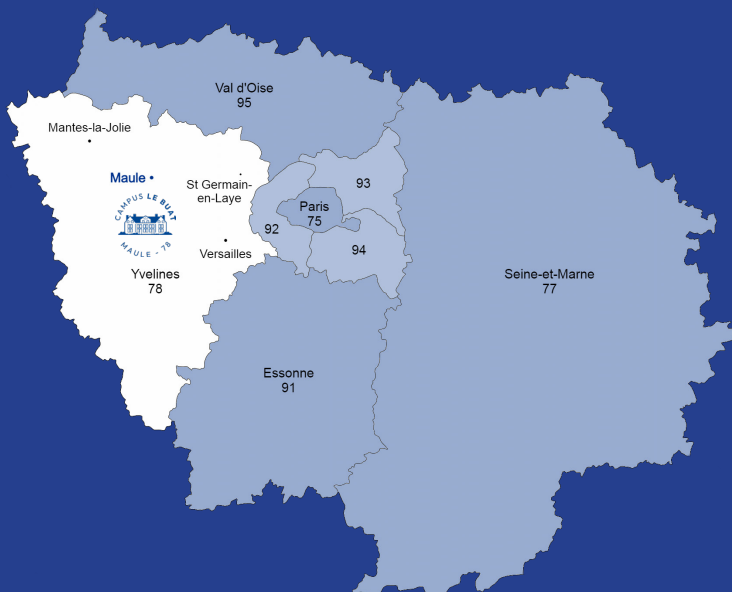 Val d'Oise
95
Mantes-la-Jolie
Maule
St Germain-
en-Laye
CAMPUS LE BUAT
MAULE - 78
Versailles
Yvelines
78
93
Paris
75
92
94
Seine-et-Marne
77
Essonne
91